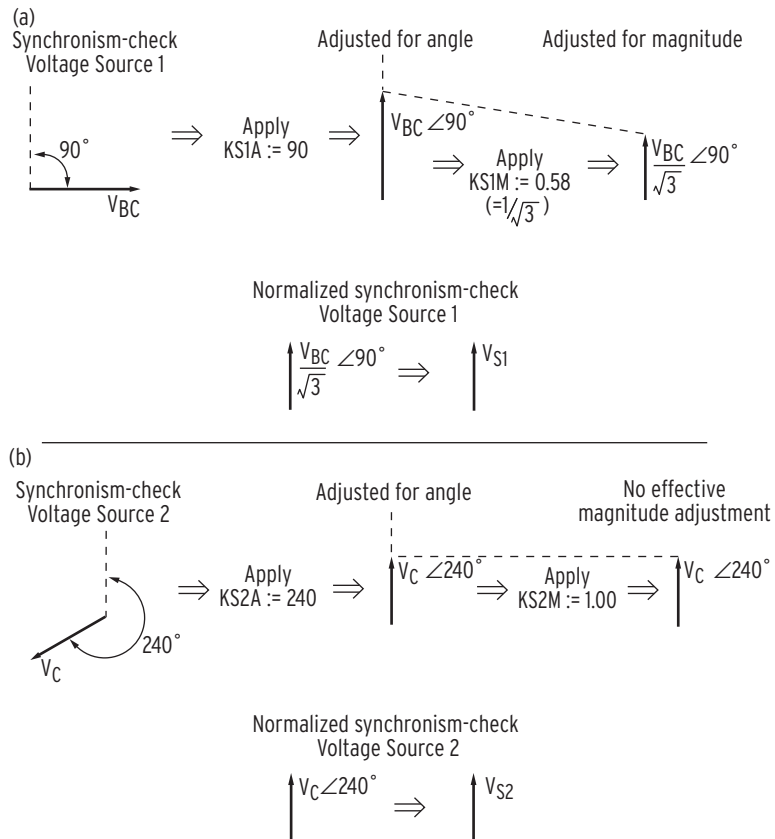 (a)
Synchronism-check
Voltage Source 1
90°
V_BC
Apply
KS1A := 90
Adjusted for angle
V_BC ∠90°
Apply
KS1M := 0.58
(=1/√3)
Adjusted for magnitude
V_BC/√3 ∠90°
Normalized synchronism-check
Voltage Source 1
V_BC/√3 ∠90° ⇒ V_S1
(b)
Synchronism-check
Voltage Source 2
240°
V_C
Apply
KS2A := 240
Adjusted for angle
V_C ∠240°
Apply
KS2M := 1.00
No effective
magnitude adjustment
V_C ∠240°
Normalized synchronism-check
Voltage Source 2
V_C∠240° ⇒ V_S2